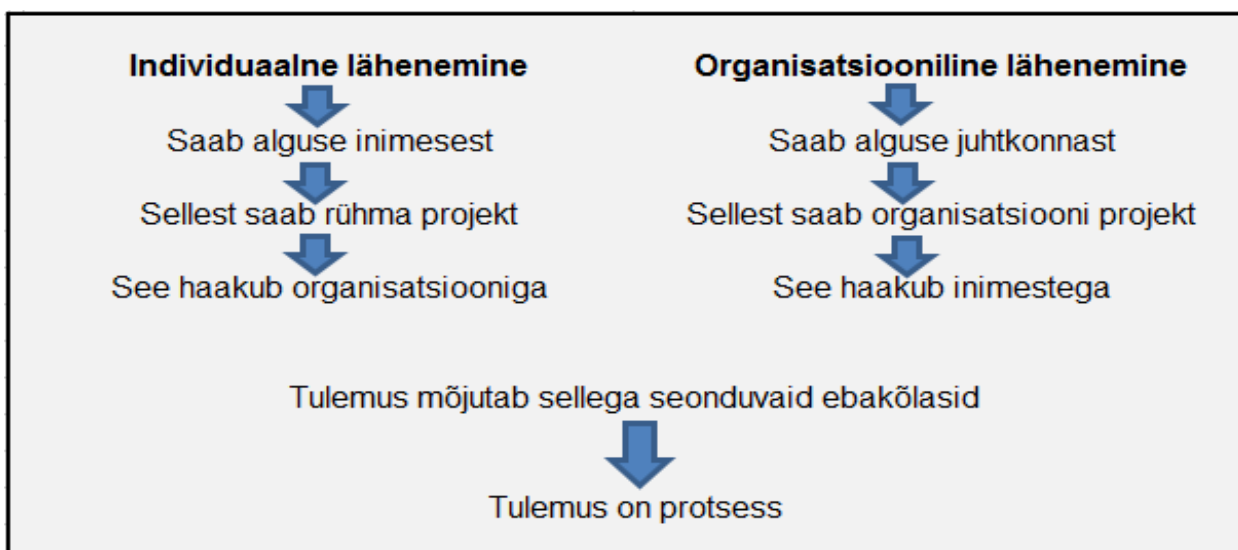 Individuaalne lähenemine
Saab alguse inimesest
Sellest saab rühma projekt
See haakub organisatsiooniga
Organisatsiooniline lähenemine
Saab alguse juhtkonnast
Sellest saab organisatsiooni projekt
See haakub inimestega
Tulemus mõjutab sellega seonduvaid ebakõlasid
Tulemus on protsess